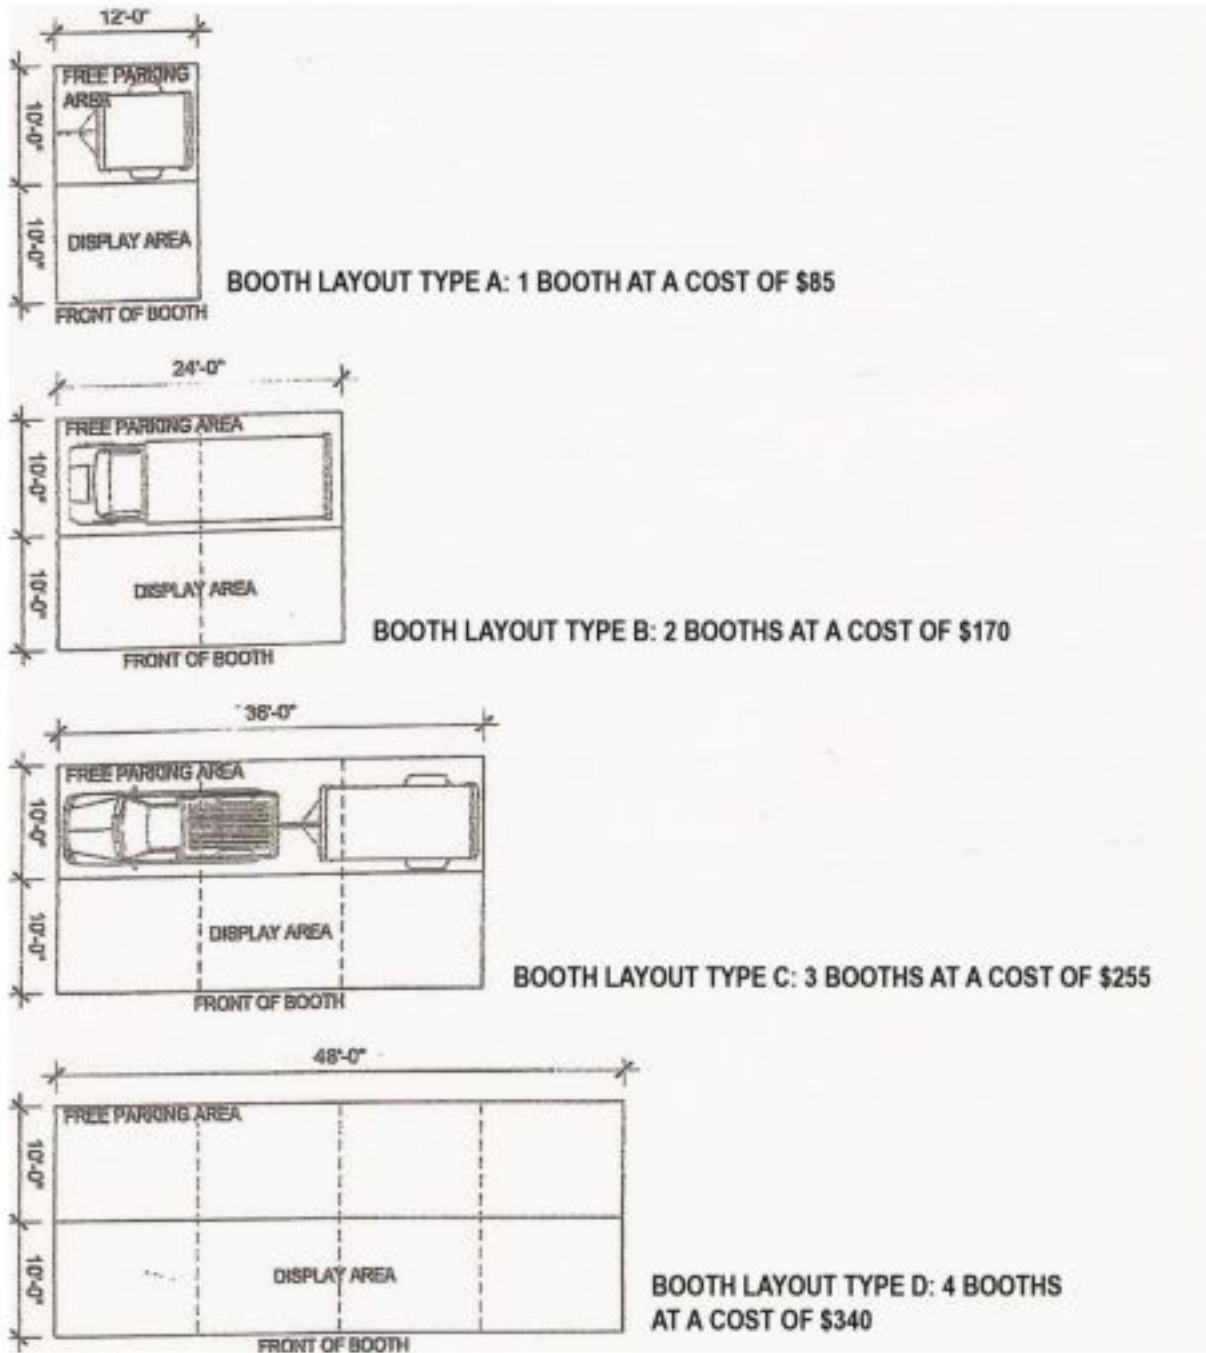 12'-0"
FREE PARKING
AREA
10'-0"
10'-0"
DISPLAY AREA
BOOTH LAYOUT TYPE A: 1 BOOTH AT A COST OF $85
FRONT OF BOOTH
24'-0"
FREE PARKING AREA
10'-0"
10'-0"
DISPLAY AREA
BOOTH LAYOUT TYPE B: 2 BOOTHS AT A COST OF $170
FRONT OF BOOTH
36'-0"
FREE PARKING AREA
10'-0"
10'-0"
DISPLAY AREA
BOOTH LAYOUT TYPE C: 3 BOOTHS AT A COST OF $255
FRONT OF BOOTH
48'-0"
FREE PARKING AREA
10'-0"
10'-0"
DISPLAY AREA
BOOTH LAYOUT TYPE D: 4 BOOTHS
AT A COST OF $340
FRONT OF BOOTH